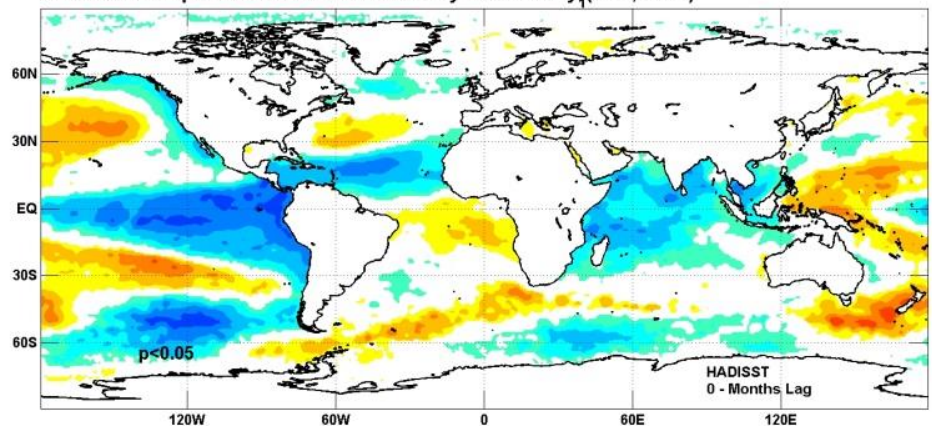 60N
30N
EQ
30S
60S
p<0.05
HADISST
0 - Months Lag
120W
60W
0
60E
120E